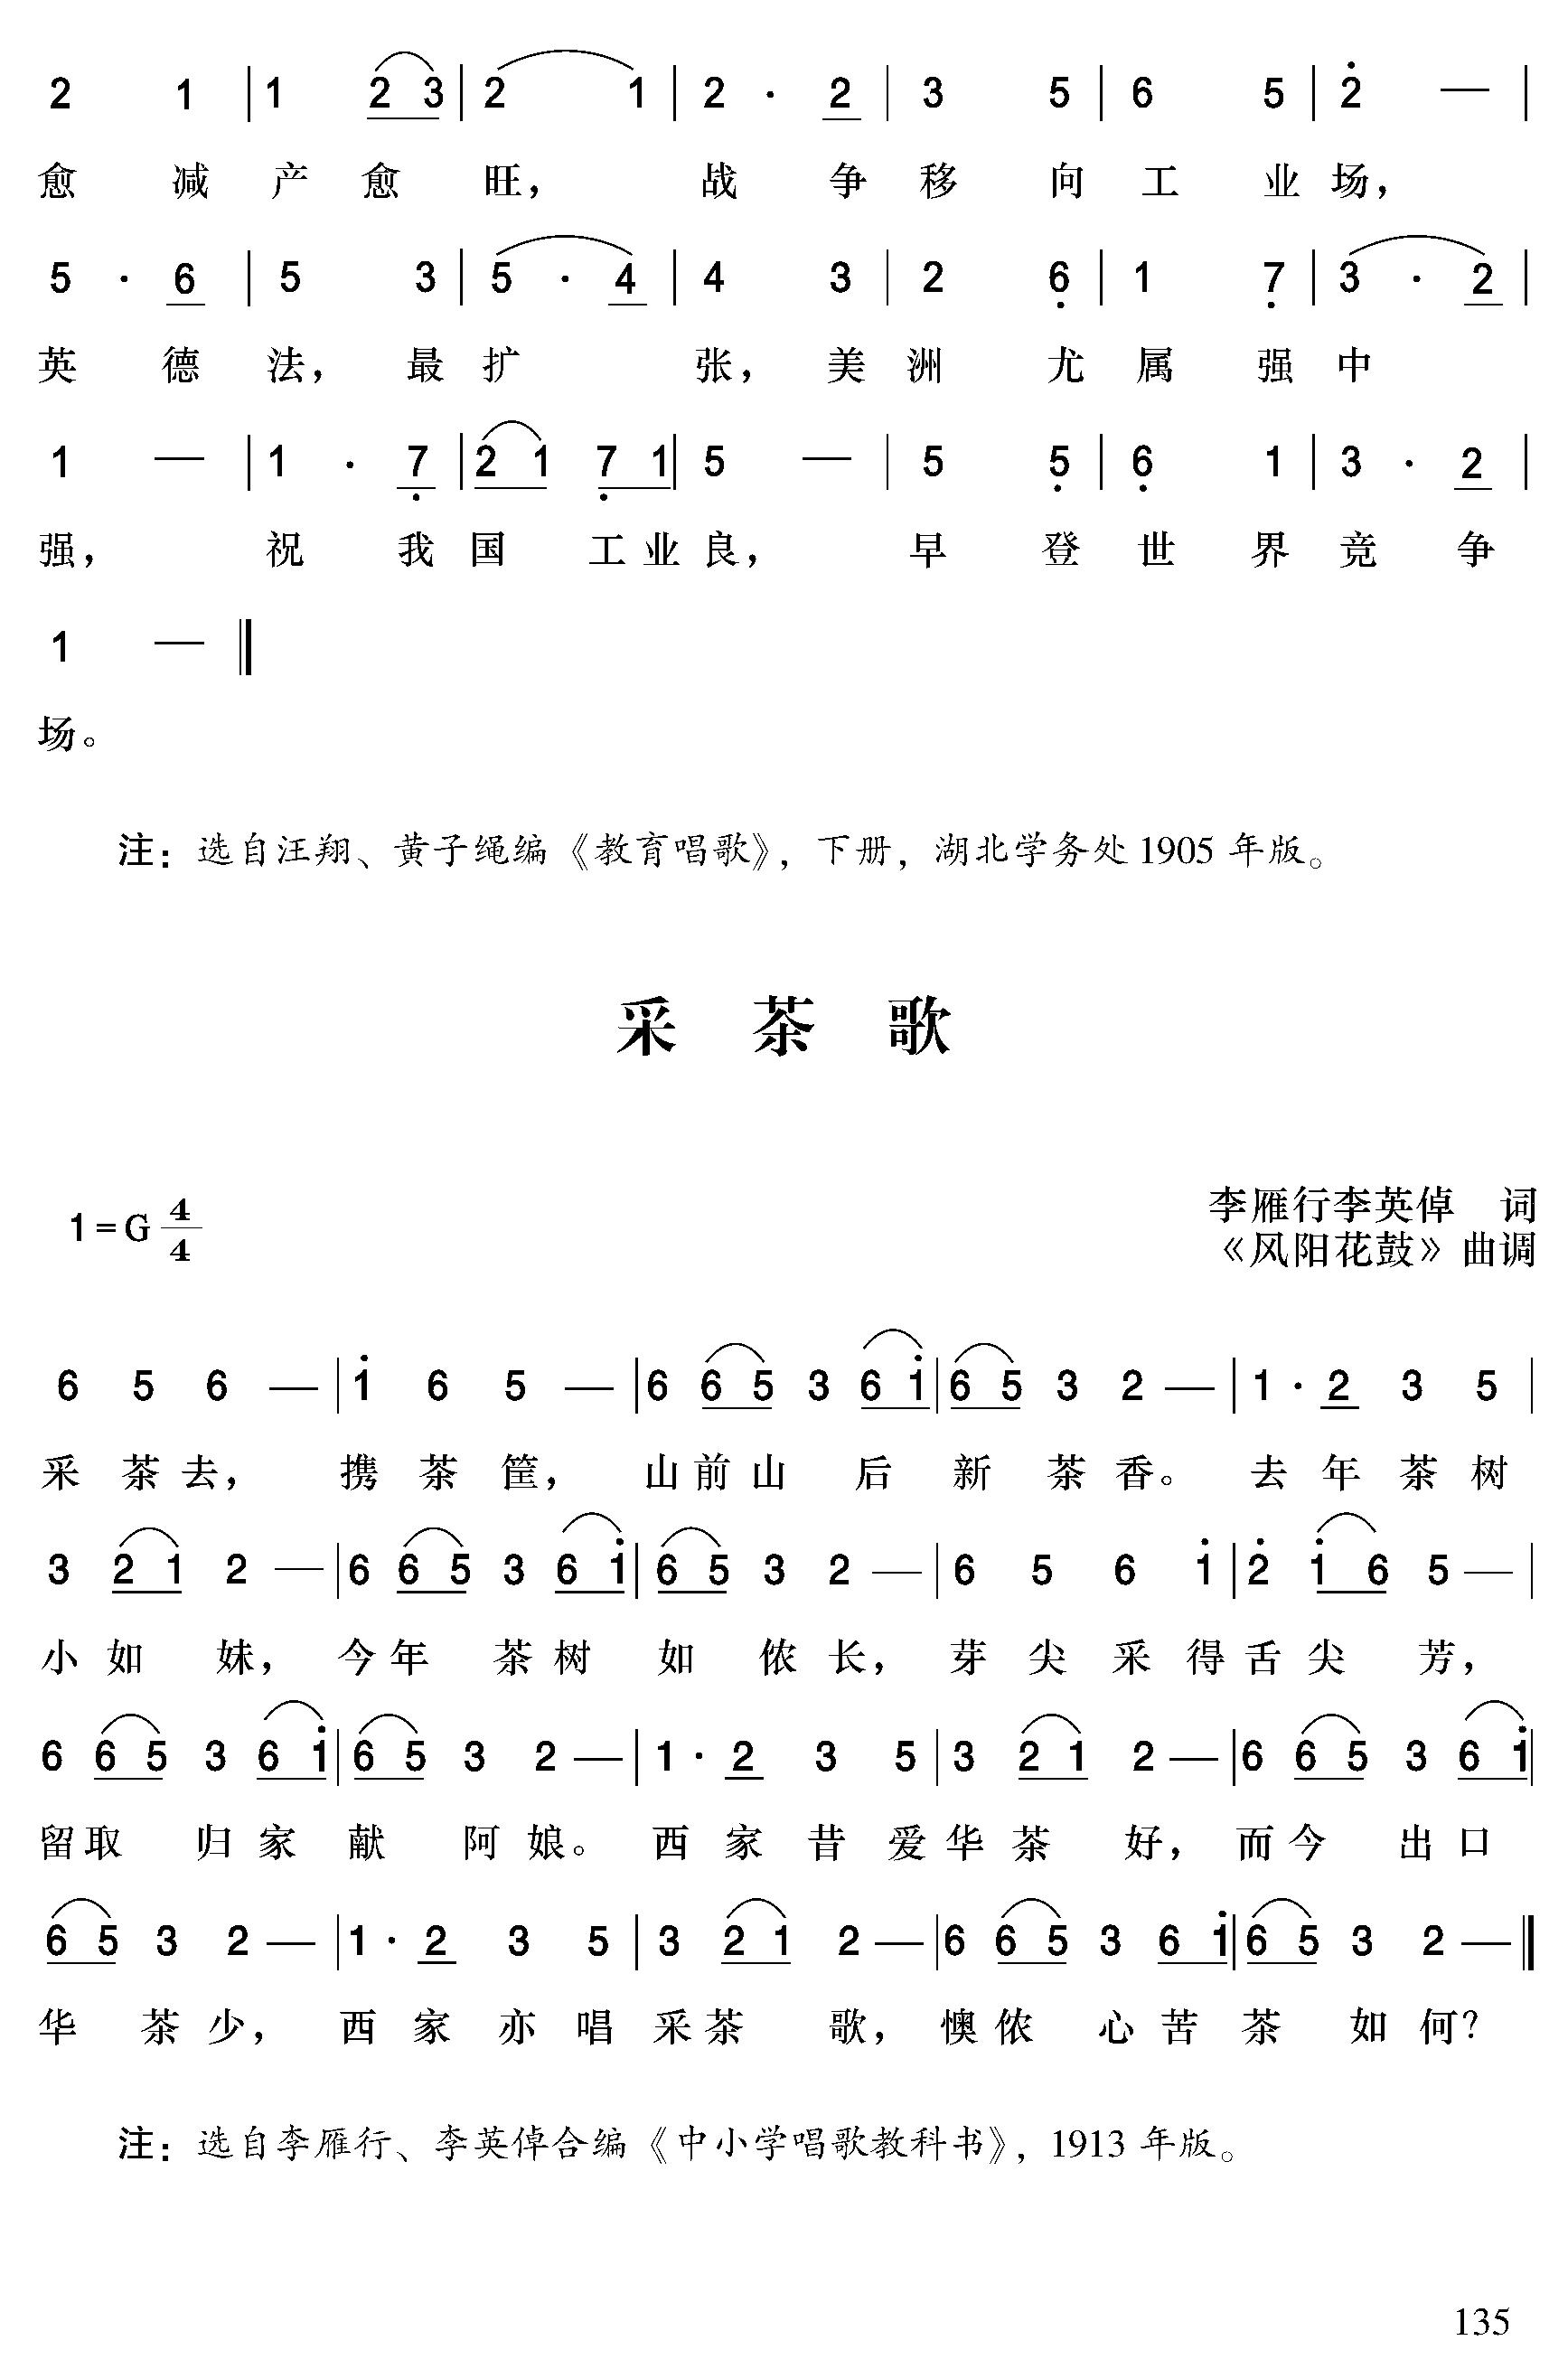 2 1 | 1 2 3 | 2 1 | 2 · 2 | 3 5 | 6 5 | 2̇ — |
愈 减 产 愈 旺， 战 争 移 向 工 业 场，
5 · 6 | 5 3 | 5 · 4 | 4 3 | 2 6̣ | 1 7̣ | 3 · 2 |
英 德 法， 最 扩 张， 美 洲 尤 属 强 中
1 — | 1 · 7̣ | 2 1 7̣ 1 | 5 — | 5 5̣ | 6̣ 1 | 3 · 2 |
强， 祝 我 国 工 业 良， 早 登 世 界 竞 争
1 — ‖
场。
注：选自汪翔、黄子绳编《教育唱歌》，下册，湖北学务处1905年版。
采 茶 歌
1=G 4/4
李雁行李英倬 词
《凤阳花鼓》曲调
6 5 6 — | 1̇ 6 5 — | 6 6 5 3 6 1̇ | 6 5 3 2 — | 1 · 2 3 5 |
采 茶 去， 携 茶 筐， 山 前 山 后 新 茶 香。 去 年 茶 树
3 2 1 2 — | 6 6 5 3 6 1̇ | 6 5 3 2 — | 6 5 6 1̇ | 2̇ 1̇ 6 5 — |
小 如 妹， 今 年 茶 树 如 侬 长， 芽 尖 采 得 舌 尖 芳，
6 6 5 3 6 1̇ | 6 5 3 2 — | 1 · 2 3 5 | 3 2 1 2 — | 6 6 5 3 6 1̇ |
留 取 归 家 献 阿 娘。 西 家 昔 爱 华 茶 好， 而 今 出 口
6 5 3 2 — | 1 · 2 3 5 | 3 2 1 2 — | 6 6 5 3 6 1̇ | 6 5 3 2 — ‖
华 茶 少， 西 家 亦 唱 采 茶 歌， 懊 侬 心 苦 茶 如 何？
注：选自李雁行、李英倬合编《中小学唱歌教科书》，1913年版。
135